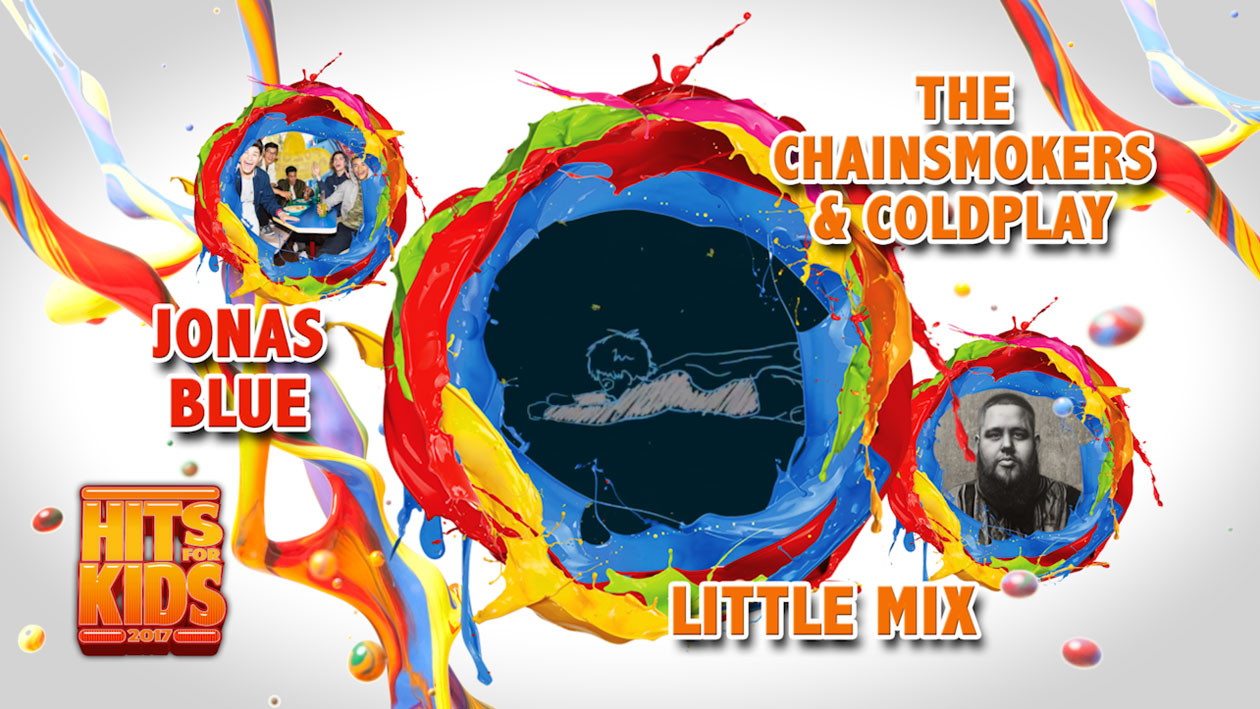 THE
CHAINSMOKERS
& COLDPLAY
JONAS
BLUE
HITS
FOR
KIDS
2017
LITTLE MIX